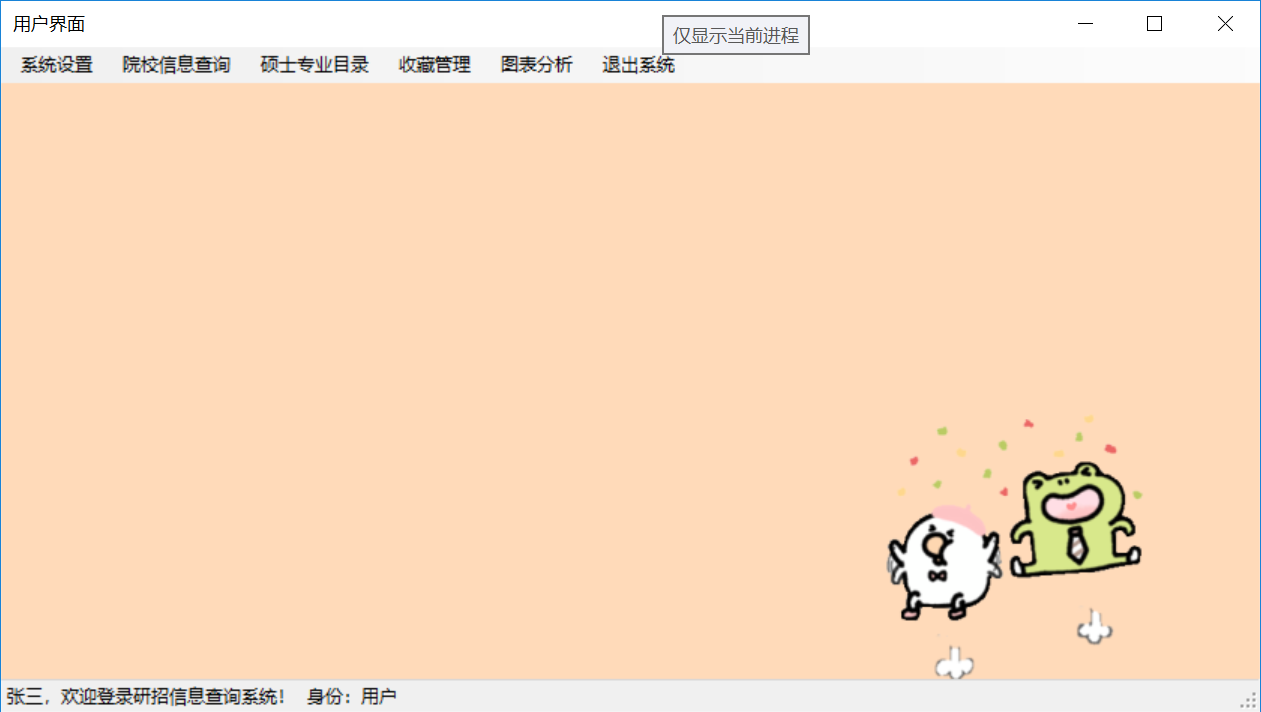 用户界面
仅显示当前进程
系统设置 院校信息查询 硕士专业目录 收藏管理 图表分析 退出系统
张三，欢迎登录研招信息查询系统！ 身份：用户